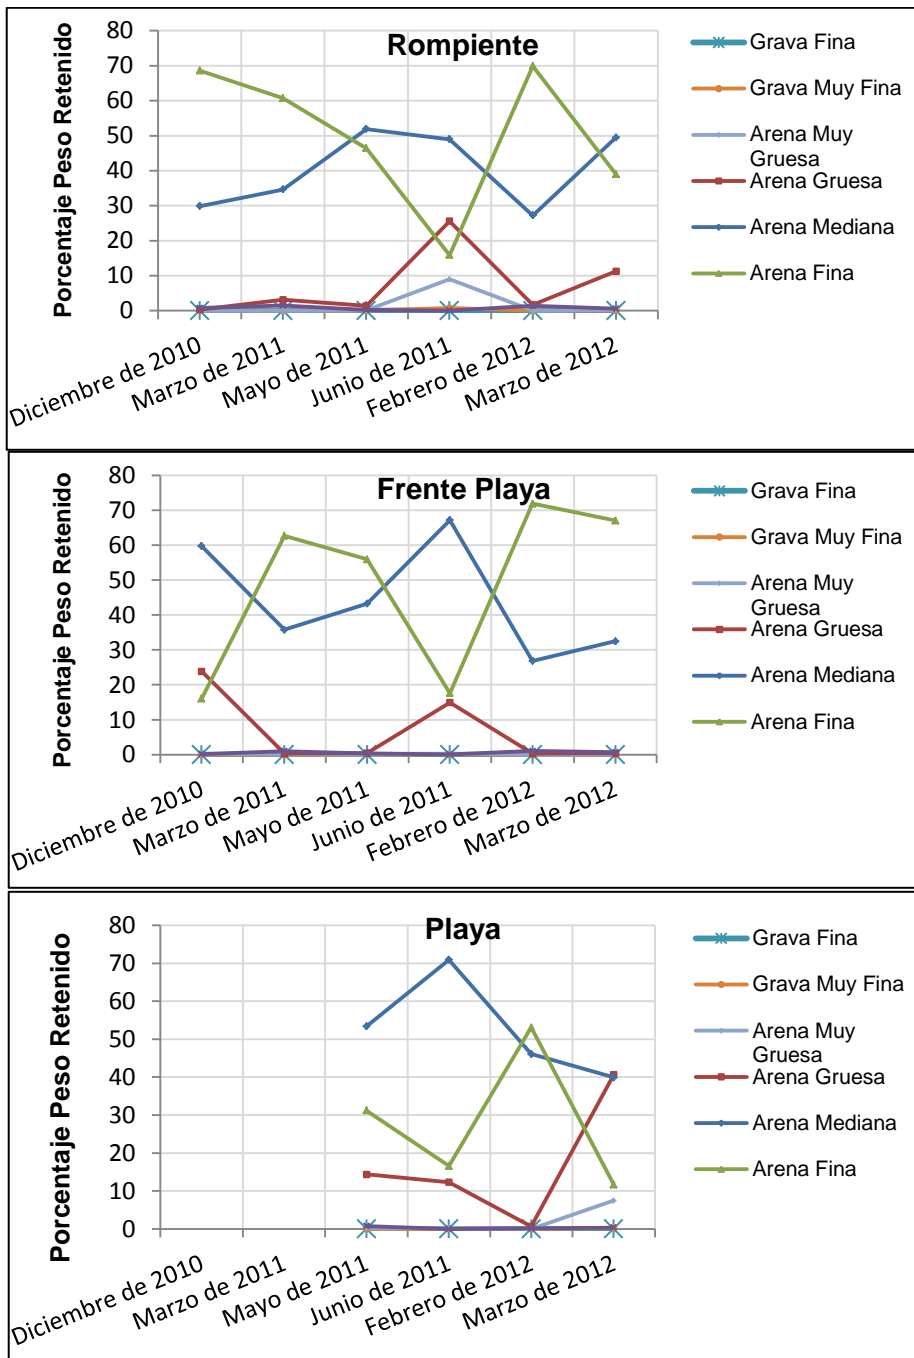 Rompiente
Porcentaje Peso Retenido
80
70
60
50
40
30
20
10
0
Diciembre de 2010
Marzo de 2011
Mayo de 2011
Junio de 2011
Febrero de 2012
Marzo de 2012
Grava Fina
Grava Muy Fina
Arena Muy
Gruesa
Arena Gruesa
Arena Mediana
Arena Fina
Frente Playa
Porcentaje Peso Retenido
80
70
60
50
40
30
20
10
0
Diciembre de 2010
Marzo de 2011
Mayo de 2011
Junio de 2011
Febrero de 2012
Marzo de 2012
Grava Fina
Grava Muy Fina
Arena Muy
Gruesa
Arena Gruesa
Arena Mediana
Arena Fina
Playa
Porcentaje Peso Retenido
80
70
60
50
40
30
20
10
0
Diciembre de 2010
Marzo de 2011
Mayo de 2011
Junio de 2011
Febrero de 2012
Marzo de 2012
Grava Fina
Grava Muy Fina
Arena Muy
Gruesa
Arena Gruesa
Arena Mediana
Arena Fina